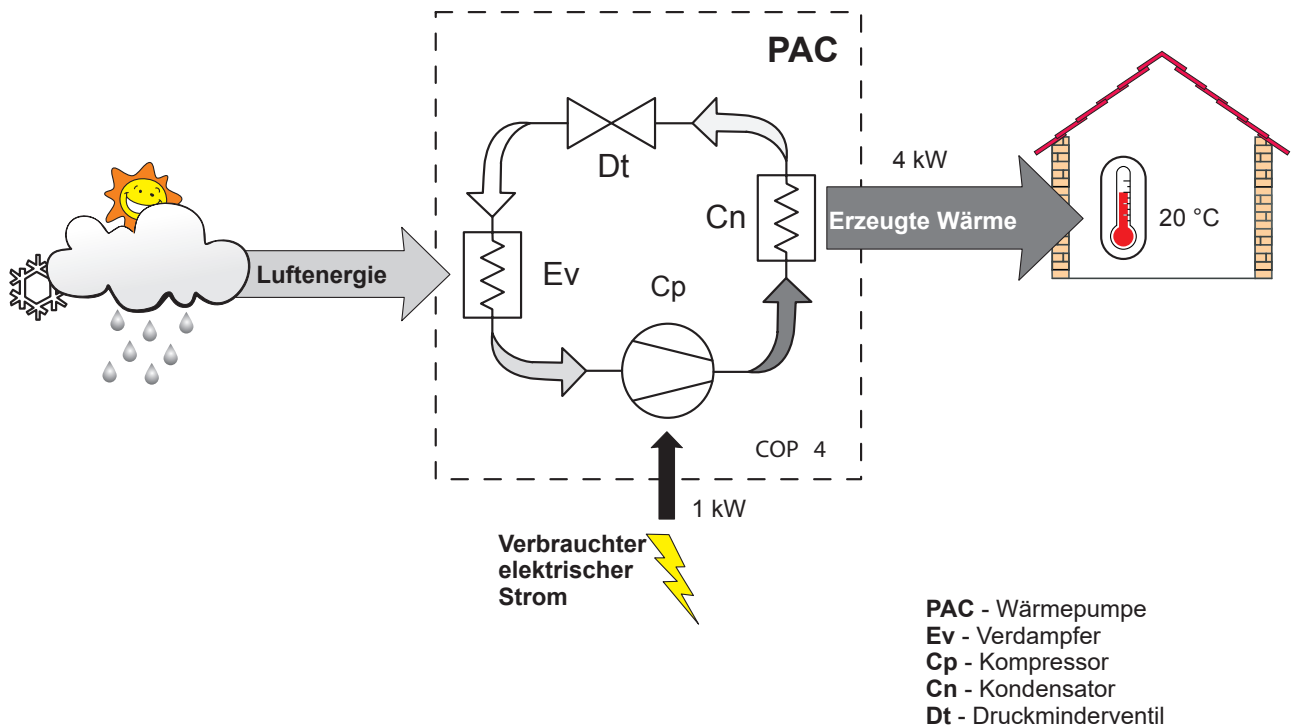 PAC
Dt
4 kW
Cn
Erzeugte Wärme
20 °C
Luftenergie
Ev
Cp
COP 4
1 kW
Verbrauchter
elektrischer
Strom
PAC - Wärmepumpe
Ev - Verdampfer
Cp - Kompressor
Cn - Kondensator
Dt - Druckminderventil